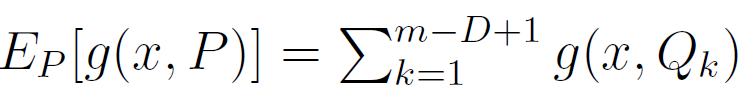 E_P[g(x, P)] = \sum_{k=1}^{m-D+1} g(x, Q_k)